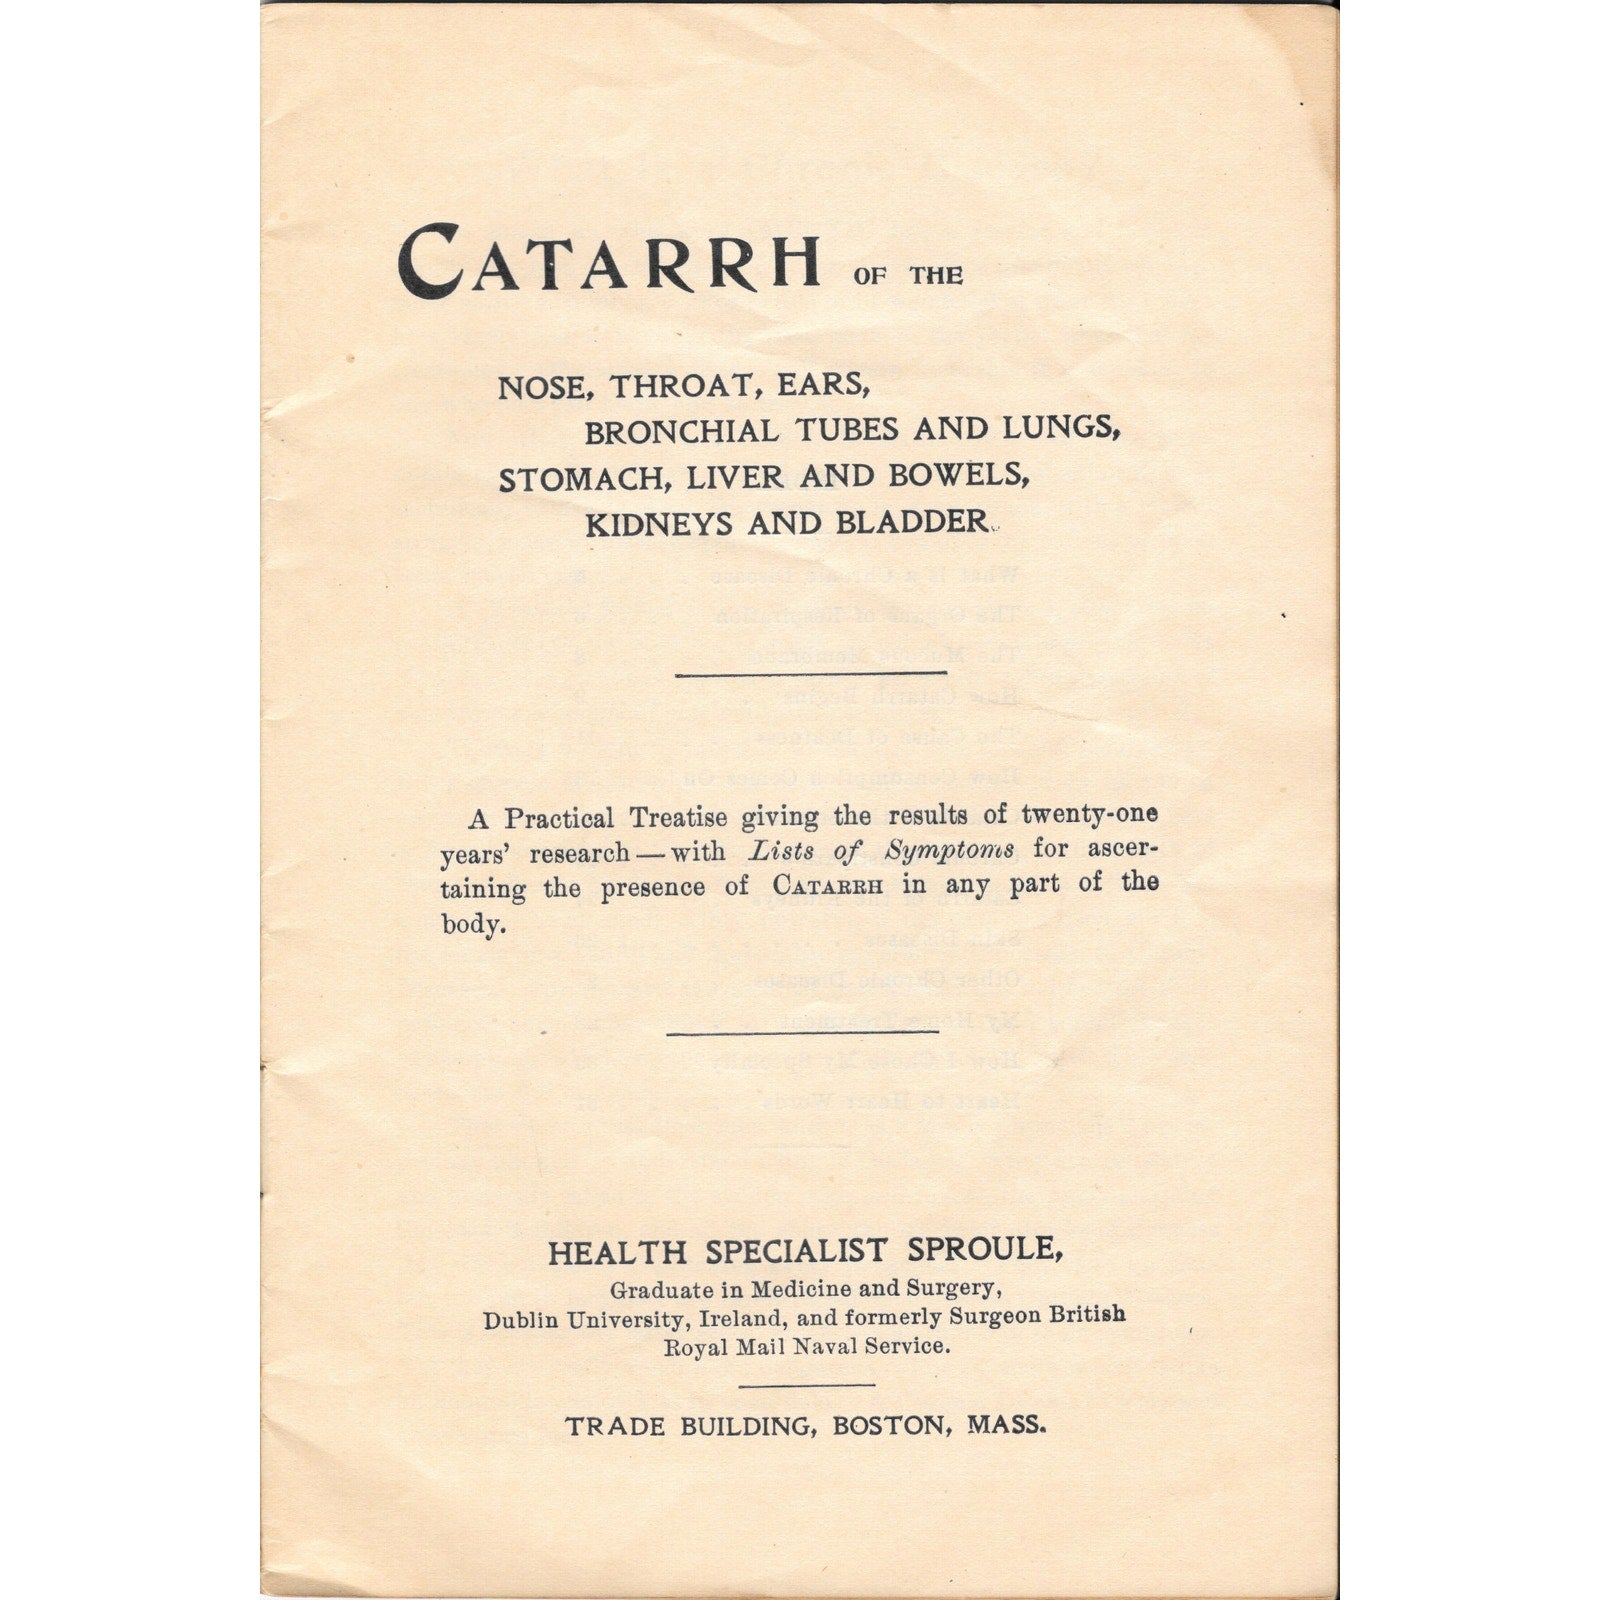 CATARRH OF THE
NOSE, THROAT, EARS,
BRONCHIAL TUBES AND LUNGS,
STOMACH, LIVER AND BOWELS,
KIDNEYS AND BLADDER.
A Practical Treatise giving the results of twenty-one
years' research — with Lists of Symptoms for ascer-
taining the presence of CATARRH in any part of the
body.
HEALTH SPECIALIST SPROULE,
Graduate in Medicine and Surgery,
Dublin University, Ireland, and formerly Surgeon British
Royal Mail Naval Service.
TRADE BUILDING, BOSTON, MASS.